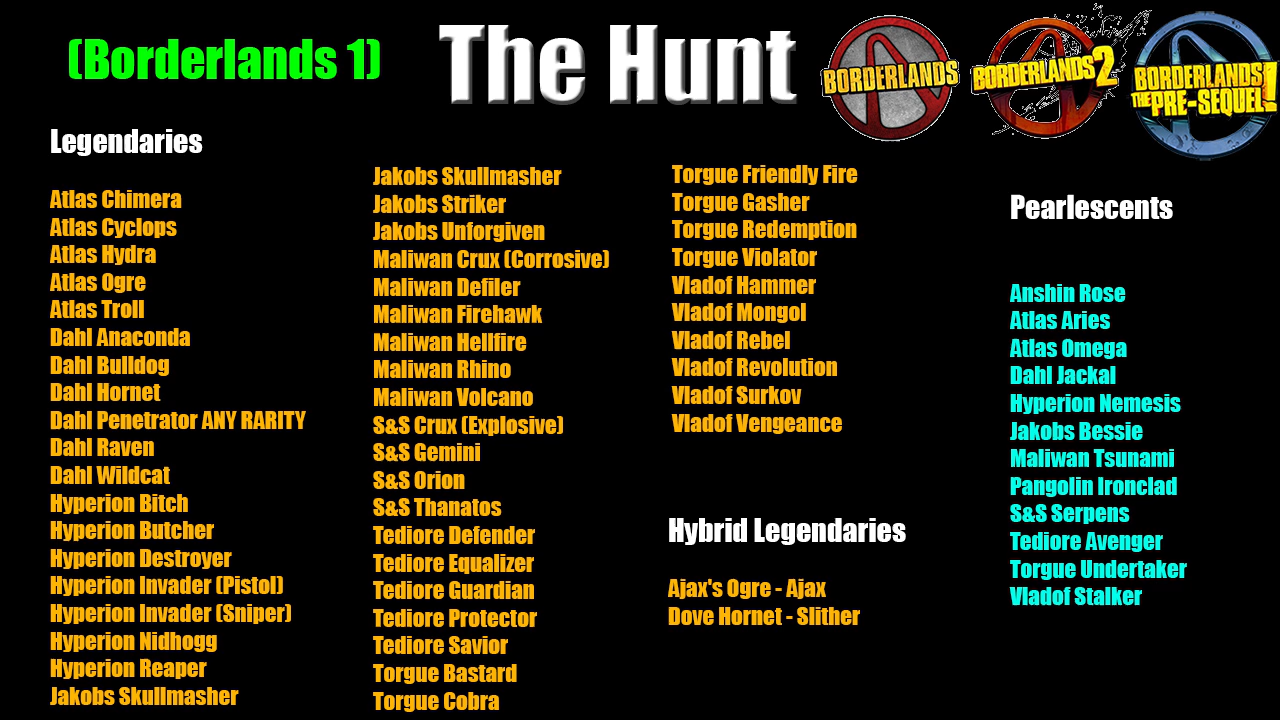 (Borderlands 1)
The Hunt
BORDERLANDS
BORDERLANDS 2
BORDERLANDS
THE PRE-SEQUEL!
Legendaries
Atlas Chimera
Atlas Cyclops
Atlas Hydra
Atlas Ogre
Atlas Troll
Dahl Anaconda
Dahl Bulldog
Dahl Hornet
Dahl Penetrator ANY RARITY
Dahl Raven
Dahl Wildcat
Hyperion Bitch
Hyperion Butcher
Hyperion Destroyer
Hyperion Invader (Pistol)
Hyperion Invader (Sniper)
Hyperion Nidhogg
Hyperion Reaper
Jakobs Skullmasher
Jakobs Skullmasher
Jakobs Striker
Jakobs Unforgiven
Maliwan Crux (Corrosive)
Maliwan Defiler
Maliwan Firehawk
Maliwan Hellfire
Maliwan Rhino
Maliwan Volcano
S&S Crux (Explosive)
S&S Gemini
S&S Orion
S&S Thanatos
Tediore Defender
Tediore Equalizer
Tediore Guardian
Tediore Protector
Tediore Savior
Torgue Bastard
Torgue Cobra
Torgue Friendly Fire
Torgue Gasher
Torgue Redemption
Torgue Violator
Vladof Hammer
Vladof Mongol
Vladof Rebel
Vladof Revolution
Vladof Surkov
Vladof Vengeance
Hybrid Legendaries
Ajax's Ogre - Ajax
Dove Hornet - Slither
Pearlescents
Anshin Rose
Atlas Aries
Atlas Omega
Dahl Jackal
Hyperion Nemesis
Jakobs Bessie
Maliwan Tsunami
Pangolin Ironclad
S&S Serpens
Tediore Avenger
Torgue Undertaker
Vladof Stalker